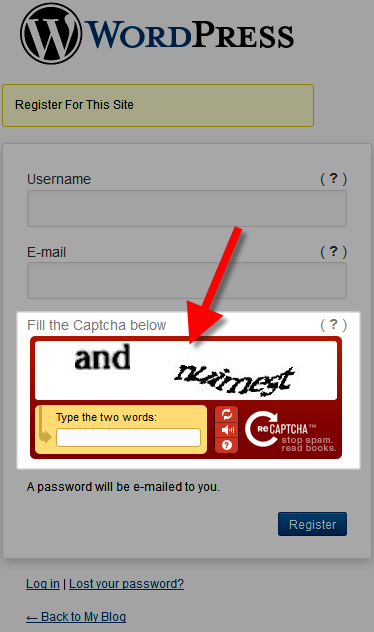 WORDPRESS
Register For This Site
Username ( ? )
E-mail ( ? )
Fill the Captcha below ( ? )
and
Type the two words:
?
RECAPTCHA™
stop spam.
read books.
A password will be e-mailed to you.
Register
Log in | Lost your password?
← Back to My Blog